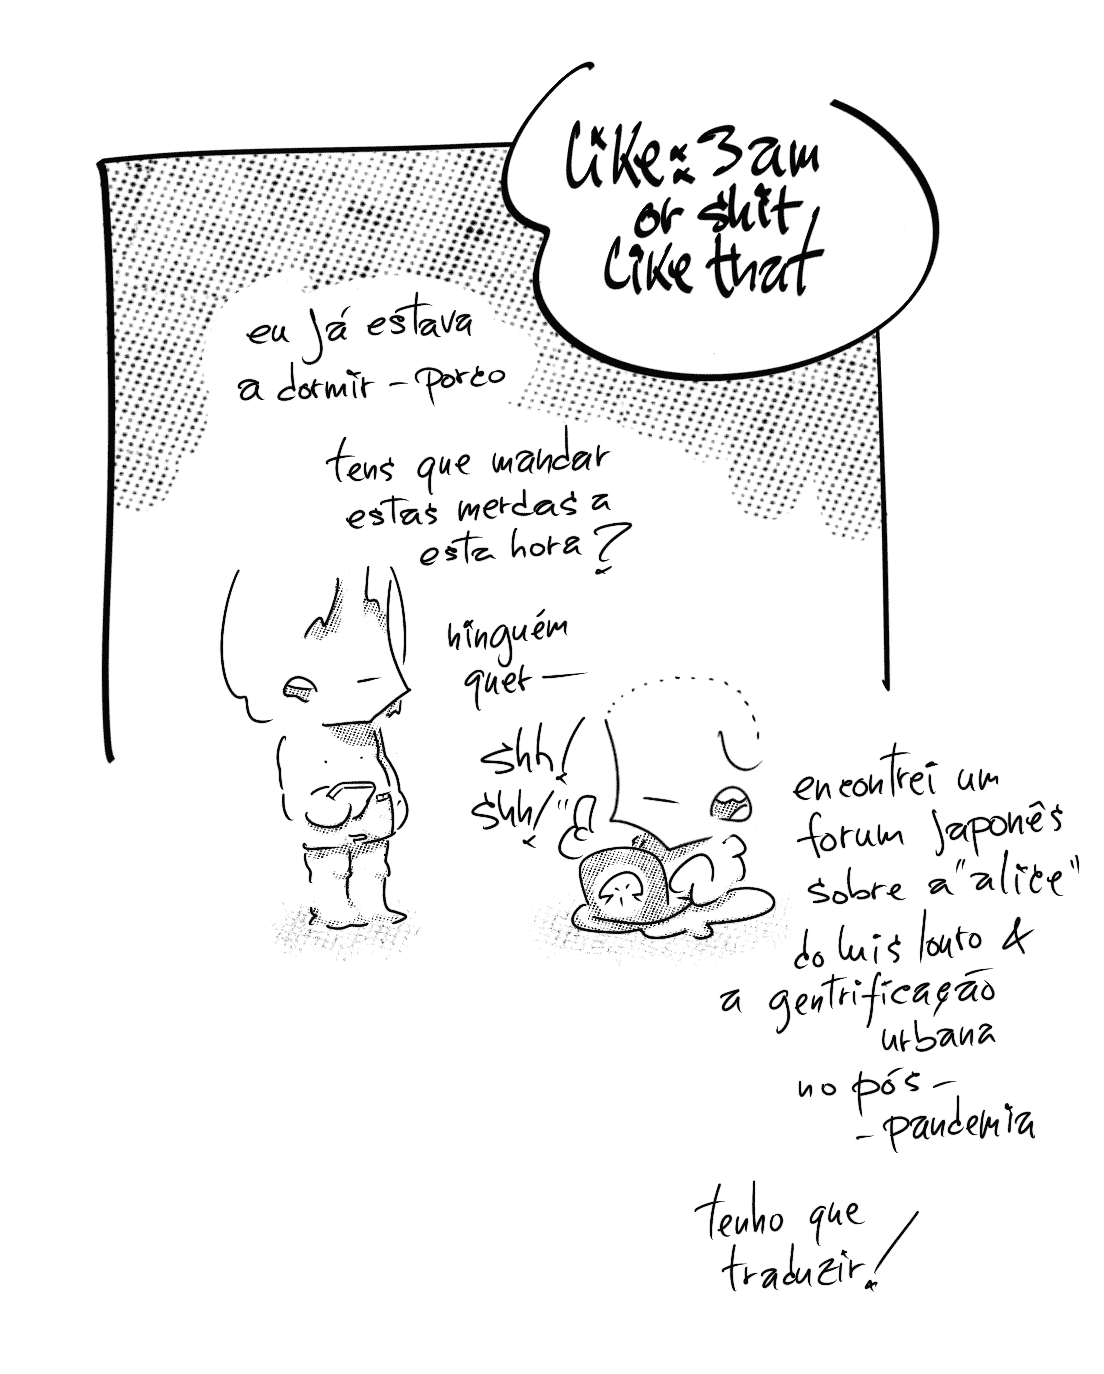 like: 3am
or shit
like that
eu já estava
a dormir - porco
tens que mandar
estas merdas a
esta hora?
ninguém
quer —
shh!
shh!
encontrei um
forum japonês
sobre a "alice"
do luis louro &
a gentrificação
urbana
no pós -
- pandemia
tenho que
traduzir!